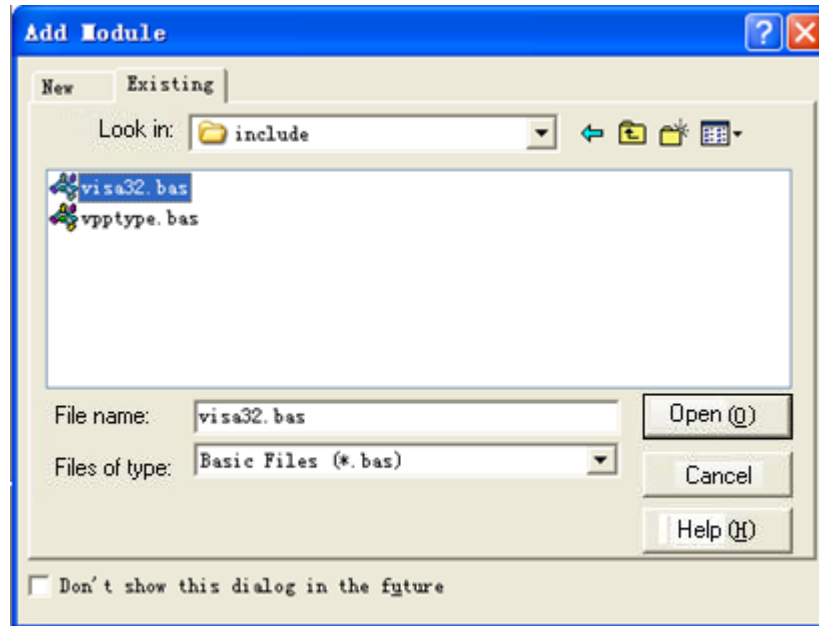 Add Module
New Existing
Look in: include
visa32.bas
vpptype.bas
File name: visa32.bas Open (O)
Files of type: Basic Files (*.bas) Cancel
Help (H)
Don't show this dialog in the future